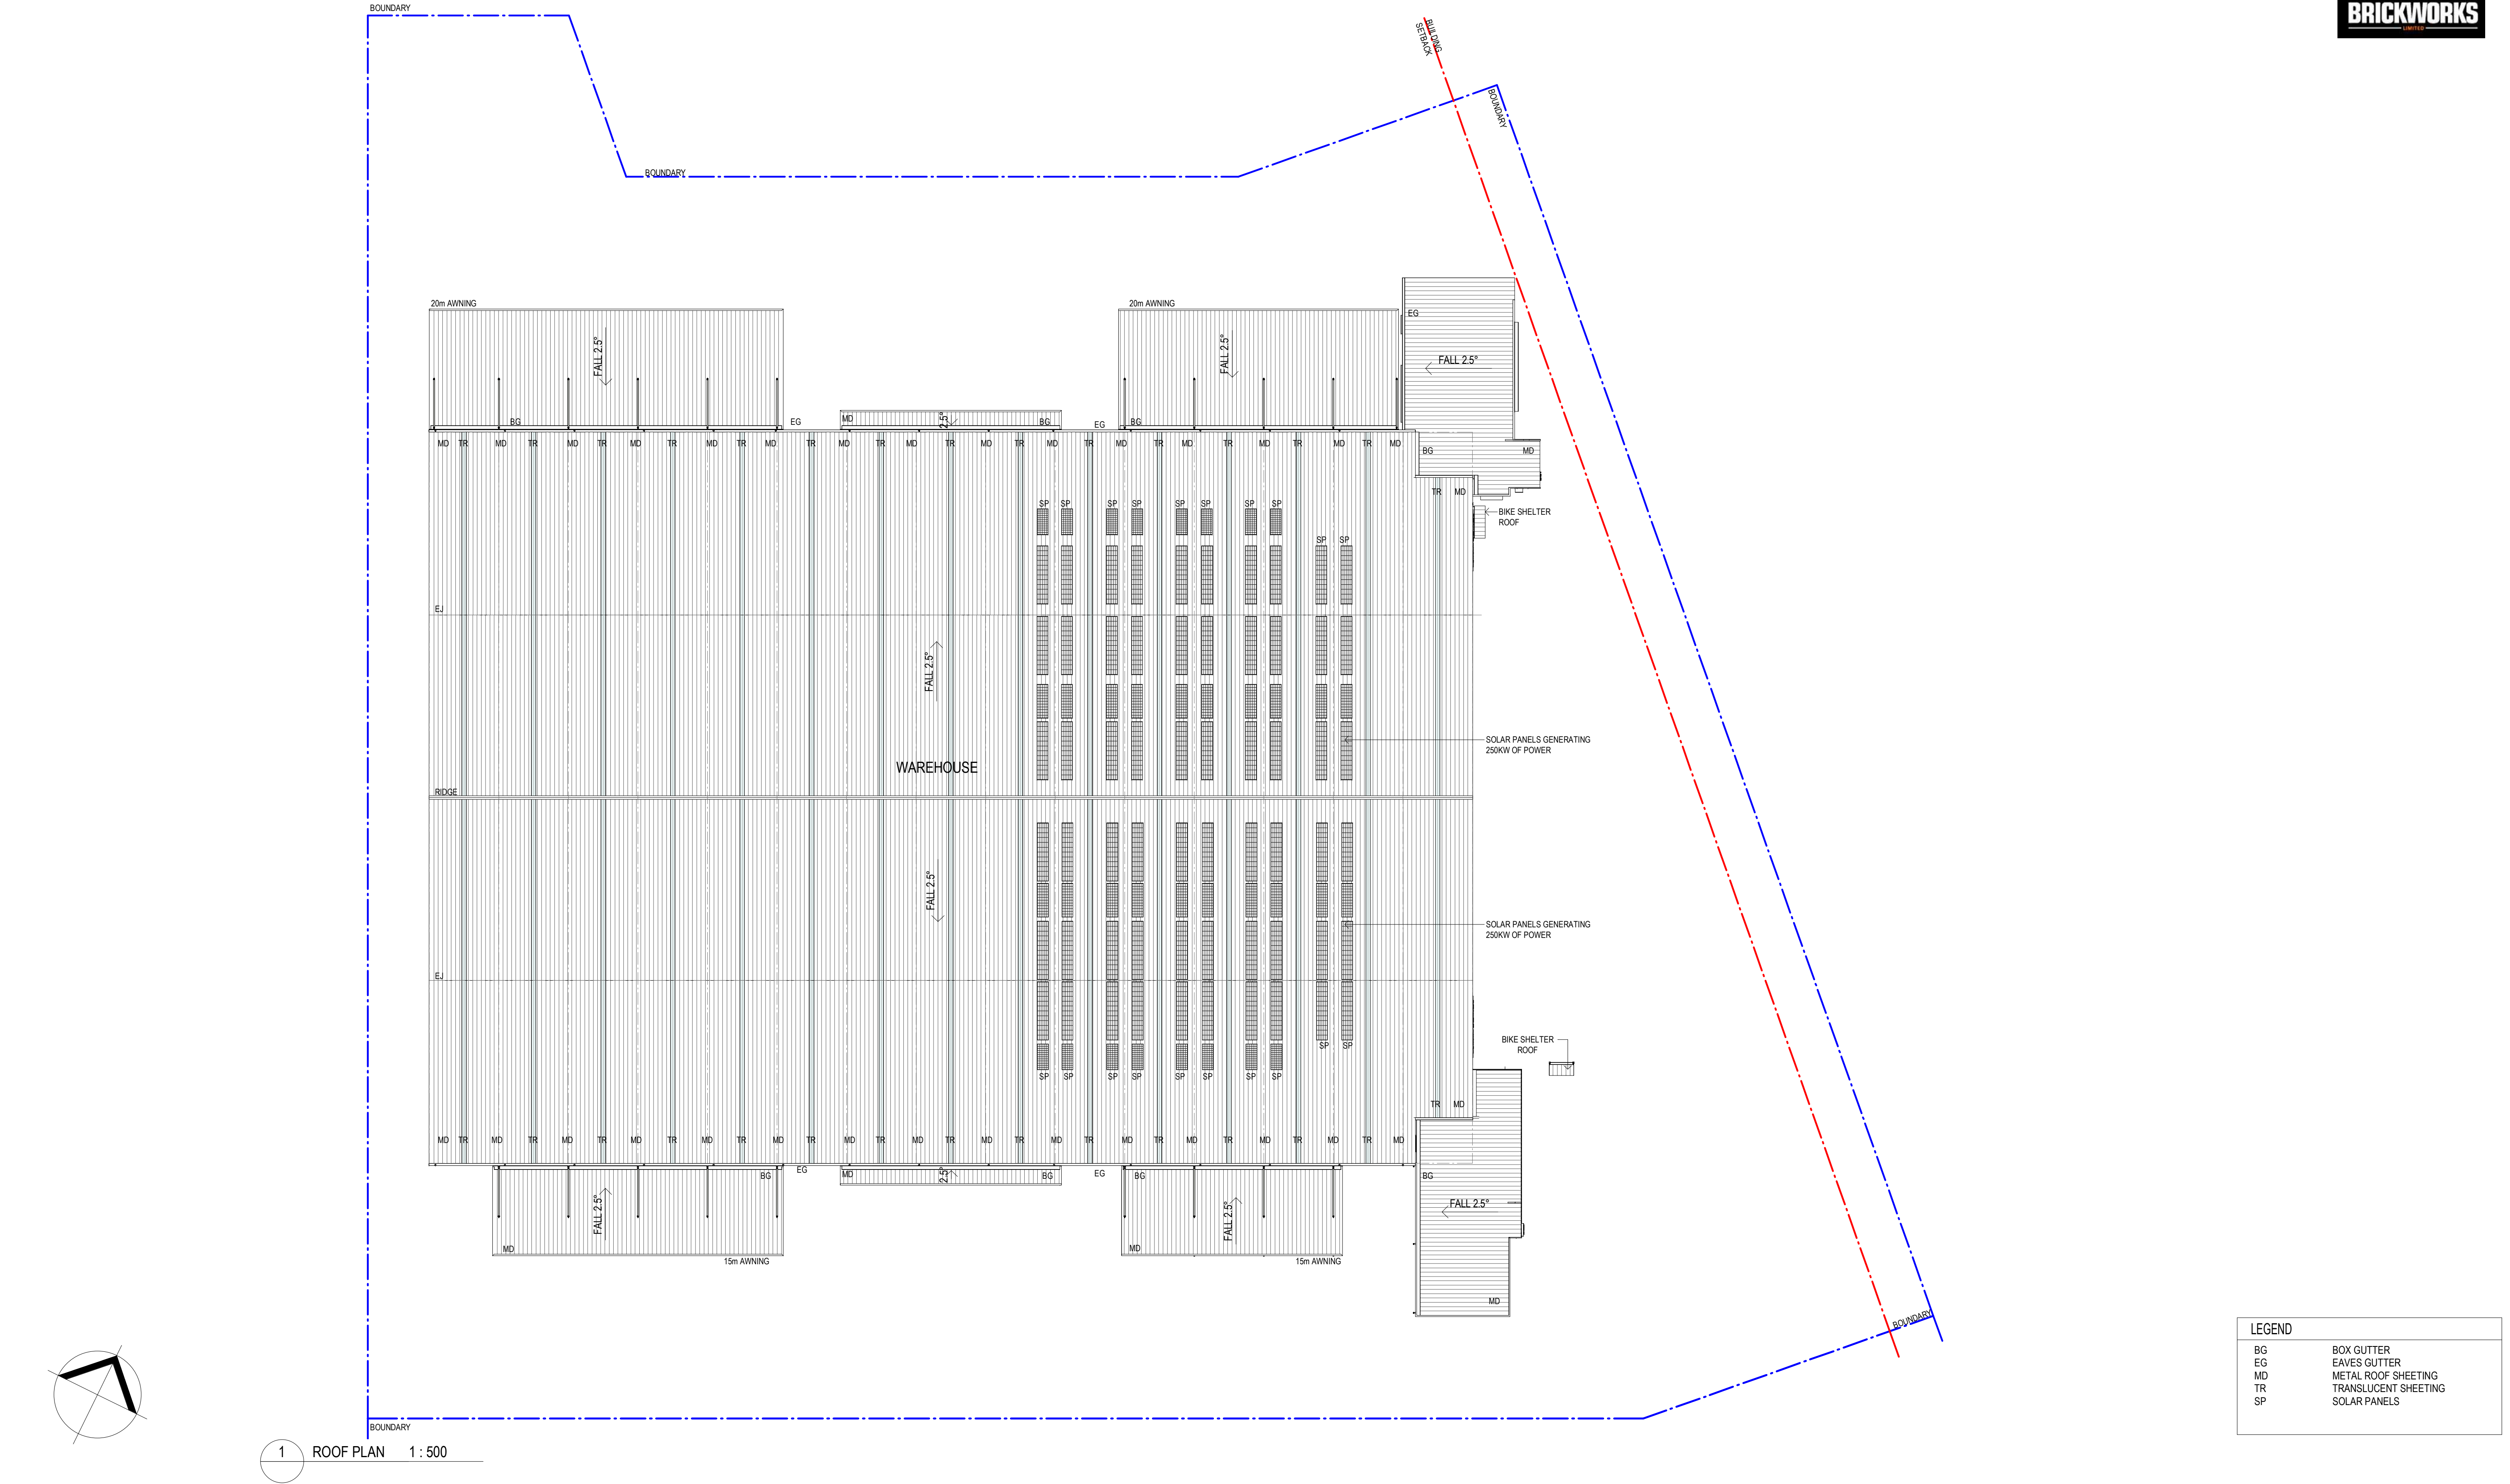 BOUNDARY
BRICKWORKS
LIMITED
BUILDING
SETBACK
BOUNDARY
BOUNDARY
20m AWNING
20m AWNING
EG
FALL 2.5°
FALL 2.5°
FALL 2.5°
BG
EG
MD
2.5°
BG
EG
BG
MD TR MD TR MD TR MD TR MD TR MD TR MD TR MD TR MD TR MD TR MD TR MD TR MD TR MD TR MD
BG
MD
TR MD
SP SP SP SP SP SP SP SP
BIKE SHELTER
ROOF
SP SP
EJ
FALL 2.5°
SOLAR PANELS GENERATING
250KW OF POWER
WAREHOUSE
RIDGE
FALL 2.5°
SOLAR PANELS GENERATING
250KW OF POWER
EJ
BIKE SHELTER
ROOF
SP SP
SP SP SP SP SP SP SP SP
TR MD
MD TR MD TR MD TR MD TR MD TR MD TR MD TR MD TR MD TR MD TR MD TR MD TR MD TR MD TR MD
BG
EG
MD
2.5°
BG
EG
BG
BG
FALL 2.5°
FALL 2.5°
FALL 2.5°
MD
MD
15m AWNING
15m AWNING
MD
BOUNDARY
BOUNDARY
1 ROOF PLAN 1 : 500
LEGEND
BG BOX GUTTER
EG EAVES GUTTER
MD METAL ROOF SHEETING
TR TRANSLUCENT SHEETING
SP SOLAR PANELS